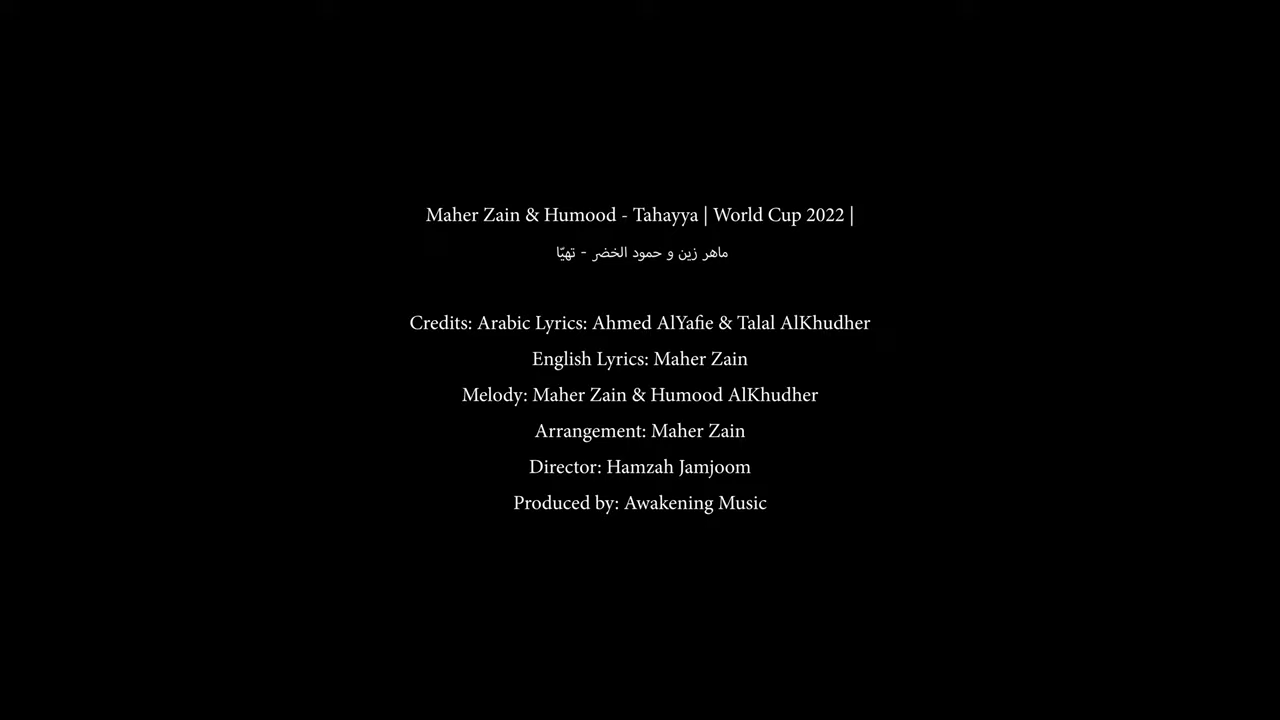 Maher Zain & Humood - Tahayya | World Cup 2022 |
ماهر زين و حمود الخضر - تهيّا
Credits: Arabic Lyrics: Ahmed AlYafie & Talal AlKhudher
English Lyrics: Maher Zain
Melody: Maher Zain & Humood AlKhudher
Arrangement: Maher Zain
Director: Hamzah Jamjoom
Produced by: Awakening Music